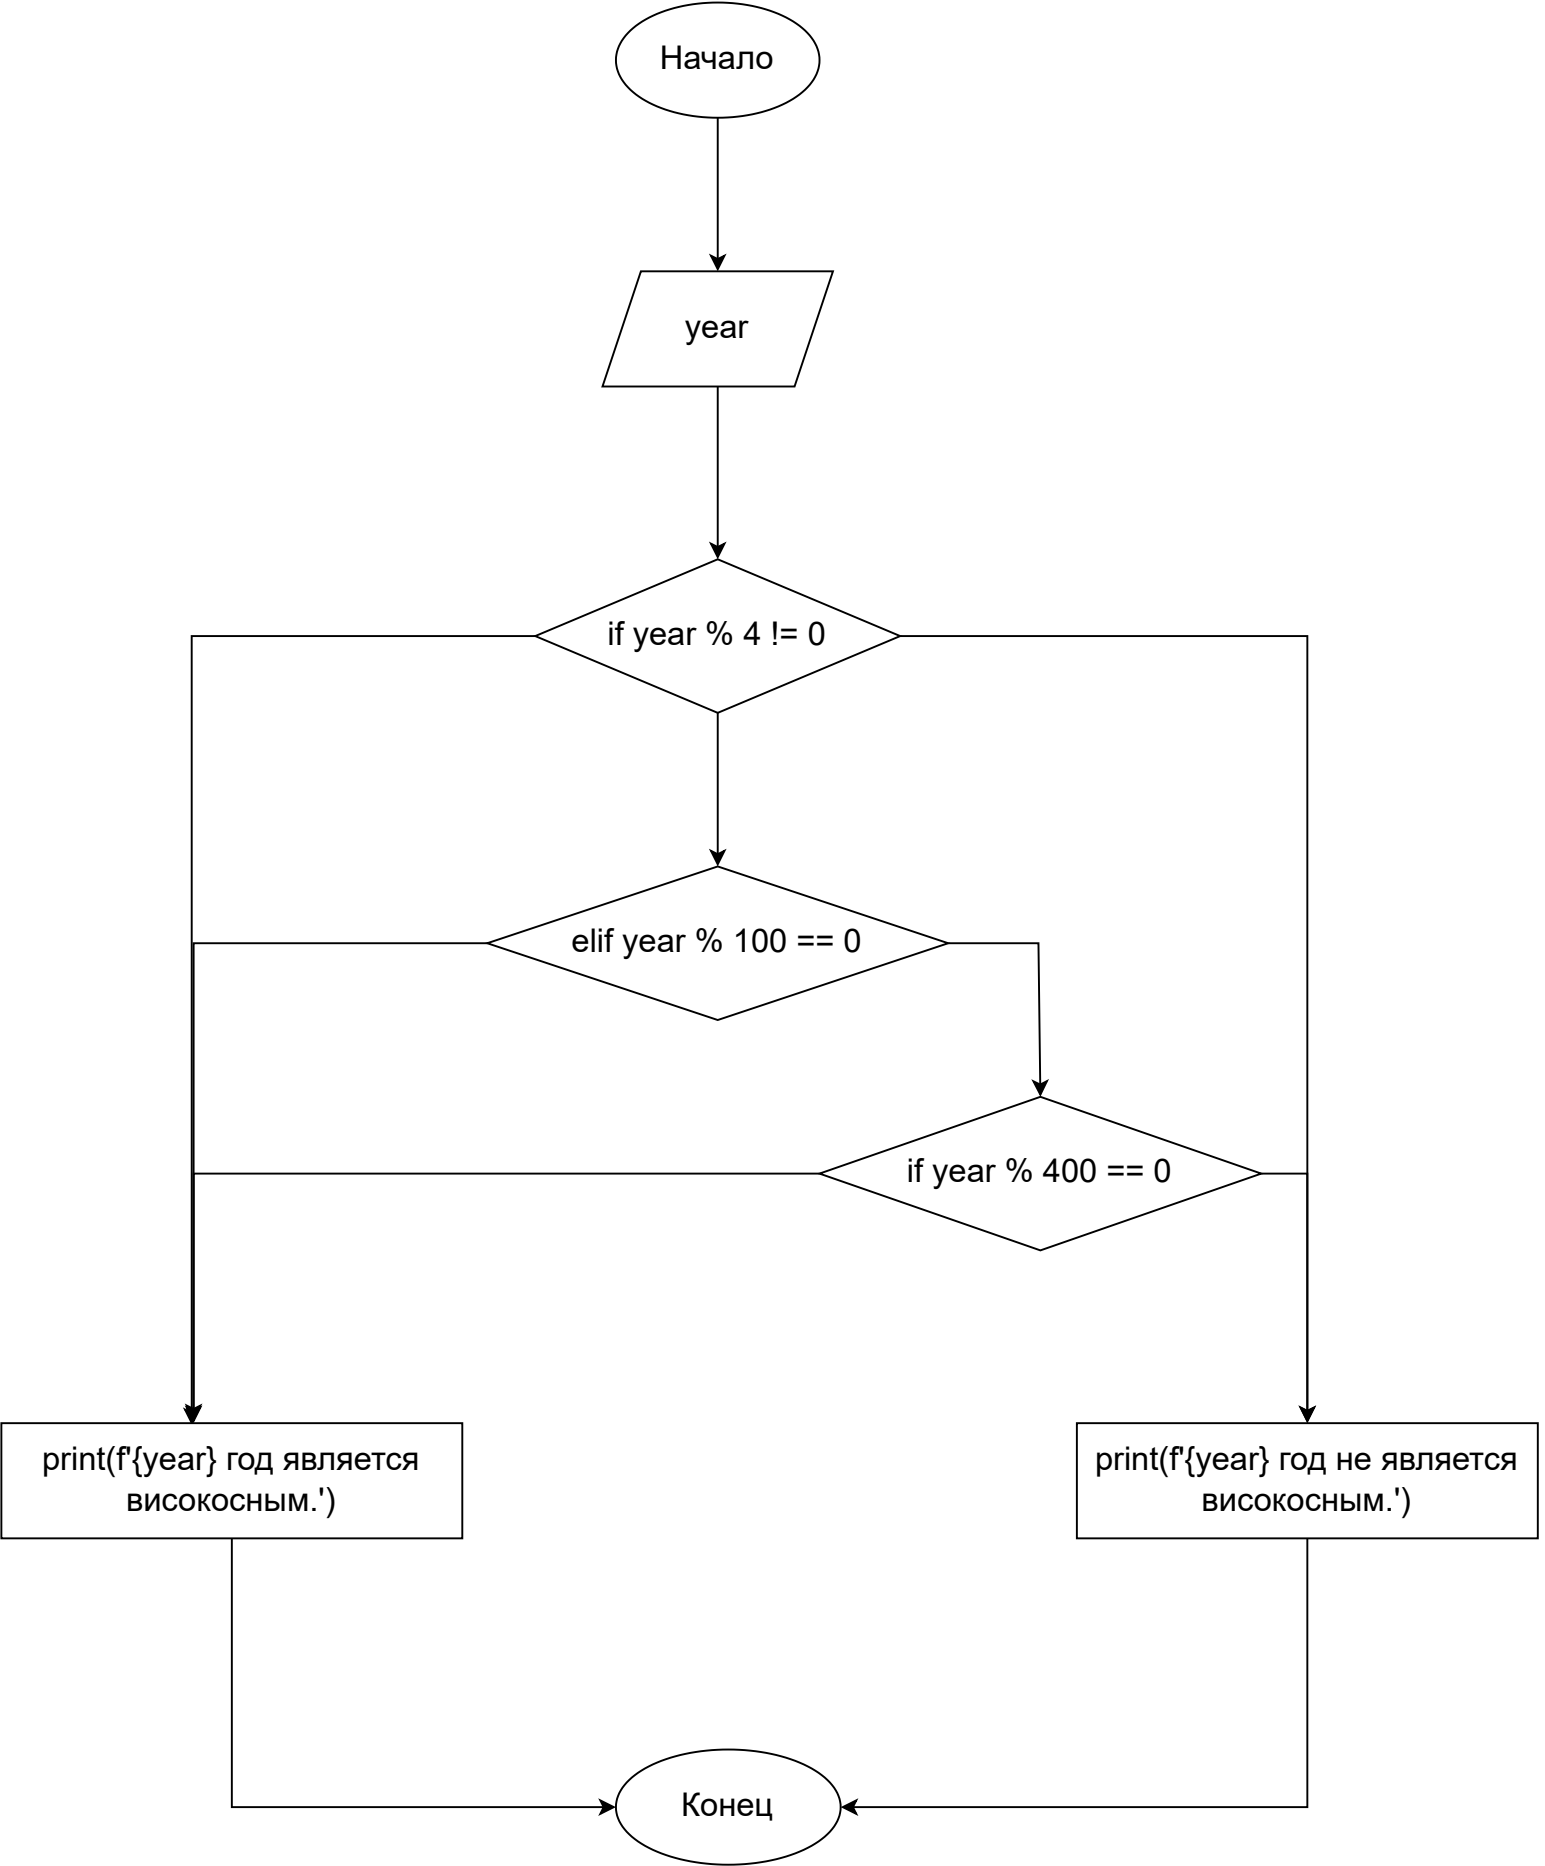 Начало
year
if year % 4 != 0
elif year % 100 == 0
if year % 400 == 0
print(f'{year} год является
високосным.')
print(f'{year} год не является
високосным.')
Конец